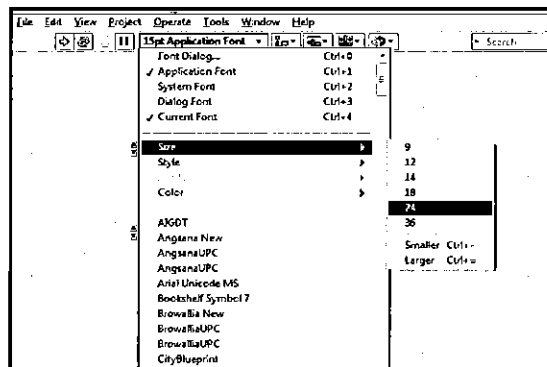 File Edit View Project Operate Tools Window Help
15pt Application Font Search
Font Dialog... Ctrl+0
✓ Application Font Ctrl+1
System Font Ctrl+2
Dialog Font Ctrl+3
✓ Current Font Ctrl+4
Size
Style
Color
AIGDT
Angsana New
AngsanaUPC
AngsanaUPC
Arial Unicode MS
Bookshelf Symbol 7
Browallia New
BrowalliaUPC
BrowalliaUPC
CityBlueprint
9
12
14
18
24
36
Smaller Ctrl+-
Larger Ctrl+=